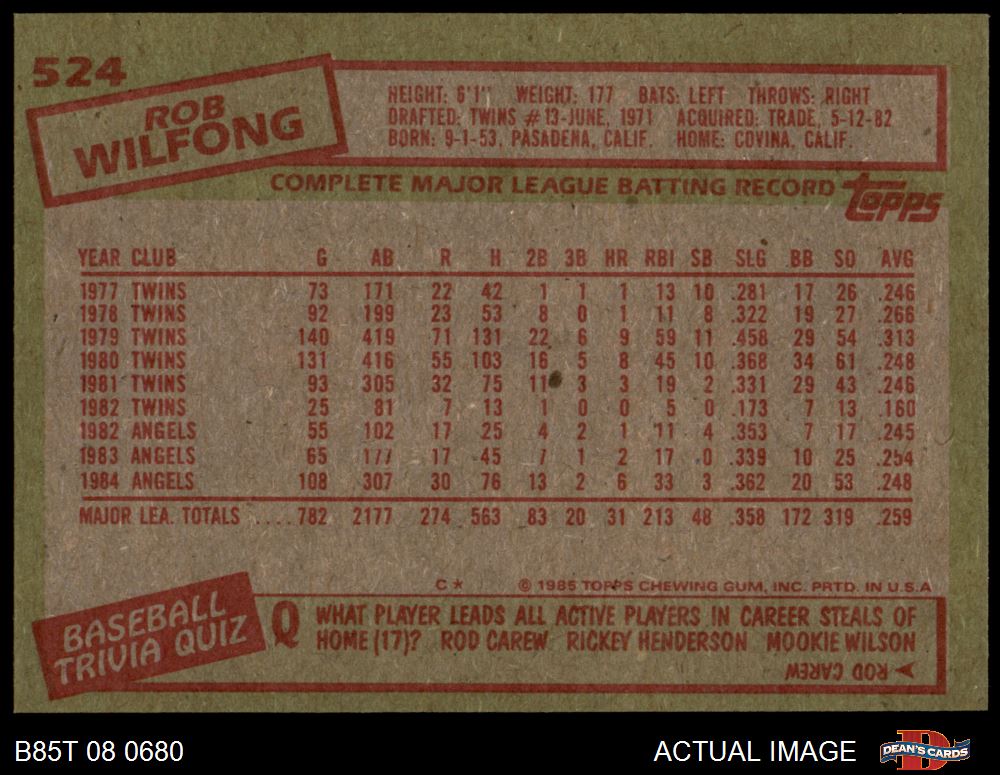 524
ROB
WILFONG
HEIGHT: 6'1" WEIGHT: 177 BATS: LEFT THROWS: RIGHT
DRAFTED: TWINS #13-JUNE, 1971 ACQUIRED: TRADE, 5-12-82
BORN: 9-1-53, PASADENA, CALIF. HOME: COVINA, CALIF.
COMPLETE MAJOR LEAGUE BATTING RECORD topps
YEAR CLUB G AB R H 2B 3B HR RBI SB SLG BB SO AVG
1977 TWINS 73 171 22 42 1 1 1 13 10 .281 17 26 .246
1978 TWINS 92 199 23 53 8 0 1 11 8 .322 19 27 .266
1979 TWINS 140 419 71 131 22 6 9 59 11 .458 29 54 .313
1980 TWINS 131 416 55 103 16 5 8 45 10 .368 34 61 .248
1981 TWINS 93 305 32 75 11 3 3 19 2 .331 29 43 .246
1982 TWINS 25 81 7 13 1 0 0 5 0 .173 7 13 .160
1982 ANGELS 55 102 17 25 4 2 1 11 4 .353 7 17 .245
1983 ANGELS 65 177 17 45 7 1 2 17 0 .339 10 25 .254
1984 ANGELS 108 307 30 76 13 2 6 33 3 .362 20 53 .248
MAJOR LEA. TOTALS ....782 2177 274 563 83 20 31 213 48 .358 172 319 .259
C* © 1985 TOPPS CHEWING GUM, INC. PRTD. IN U.S.A
BASEBALL
TRIVIA QUIZ
Q WHAT PLAYER LEADS ALL ACTIVE PLAYERS IN CAREER STEALS OF
HOME (17)? ROD CAREW RICKEY HENDERSON MOOKIE WILSON
ROD CAREW
B85T 08 0680 ACTUAL IMAGE DEAN'S CARDS